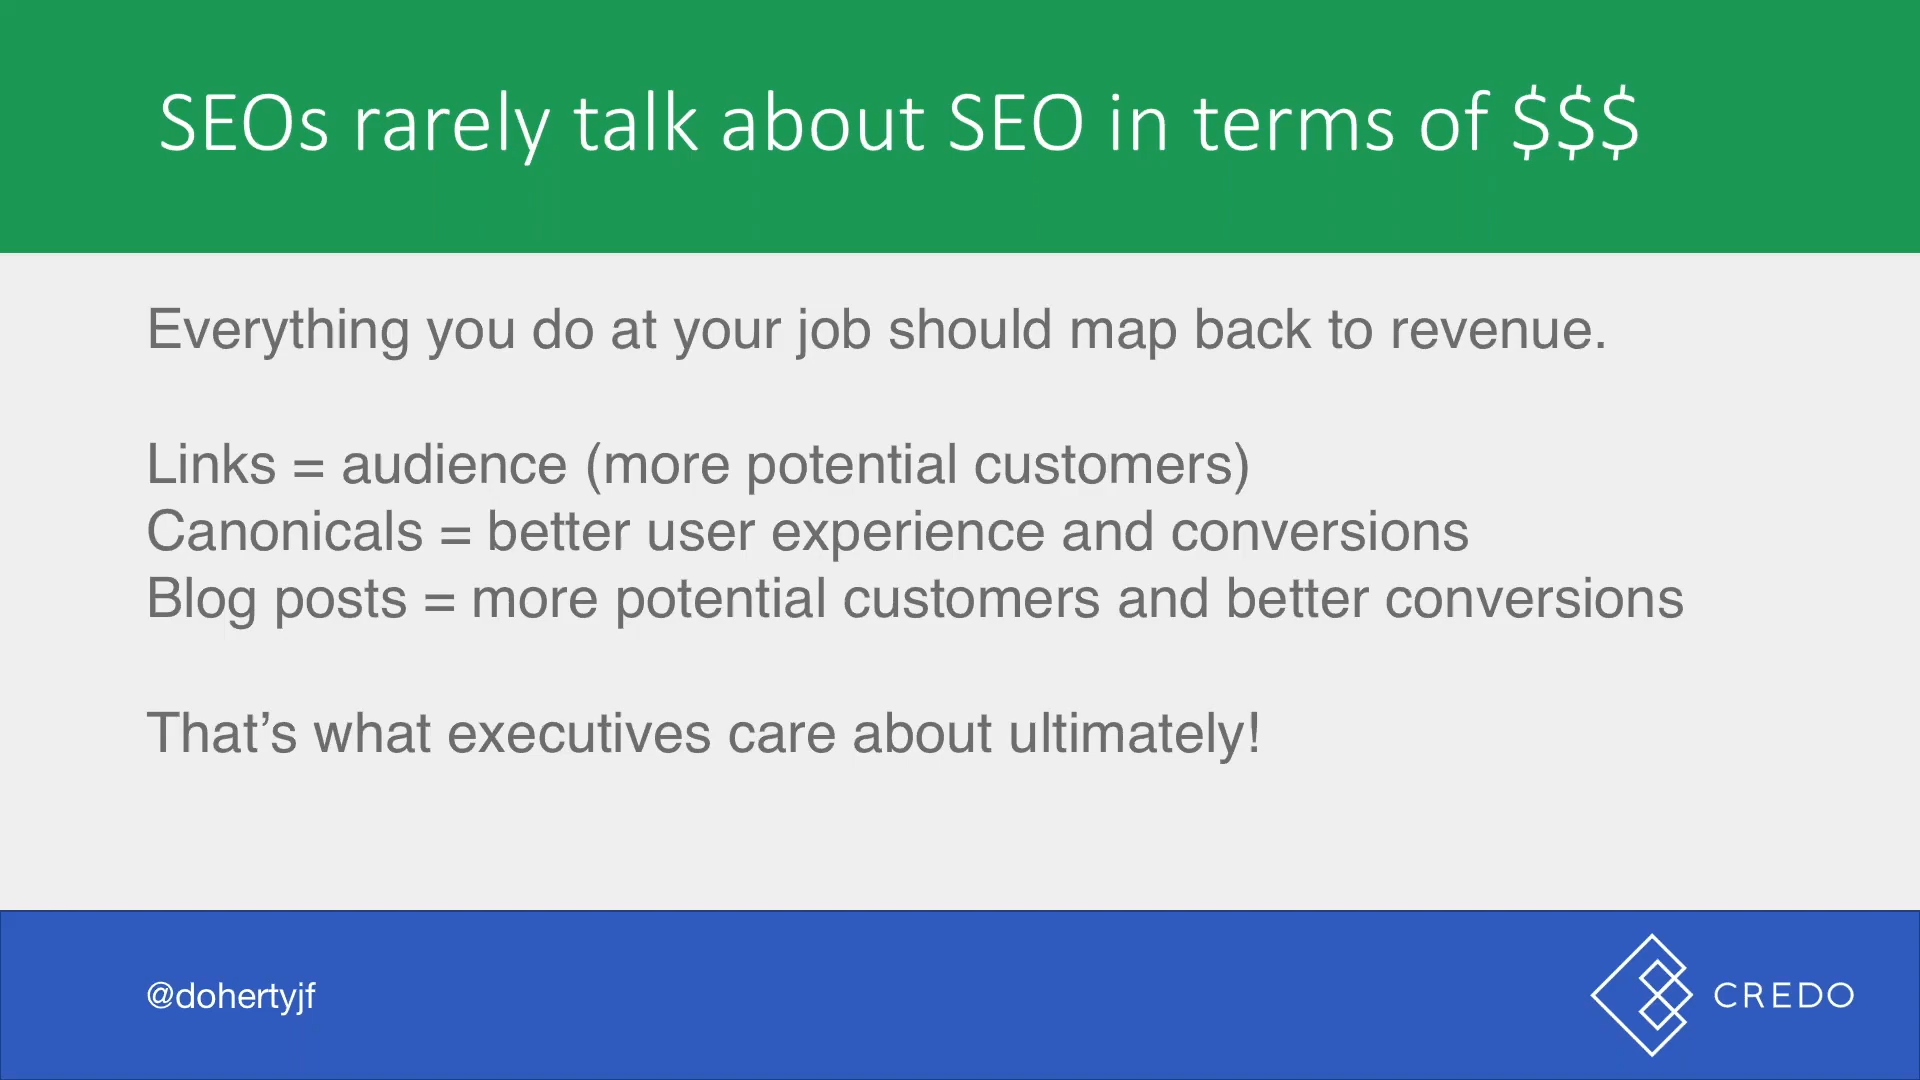 SEOs rarely talk about SEO in terms of $$$
Everything you do at your job should map back to revenue.
Links = audience (more potential customers)
Canonicals = better user experience and conversions
Blog posts = more potential customers and better conversions
That’s what executives care about ultimately!
@dohertyjf
CREDO